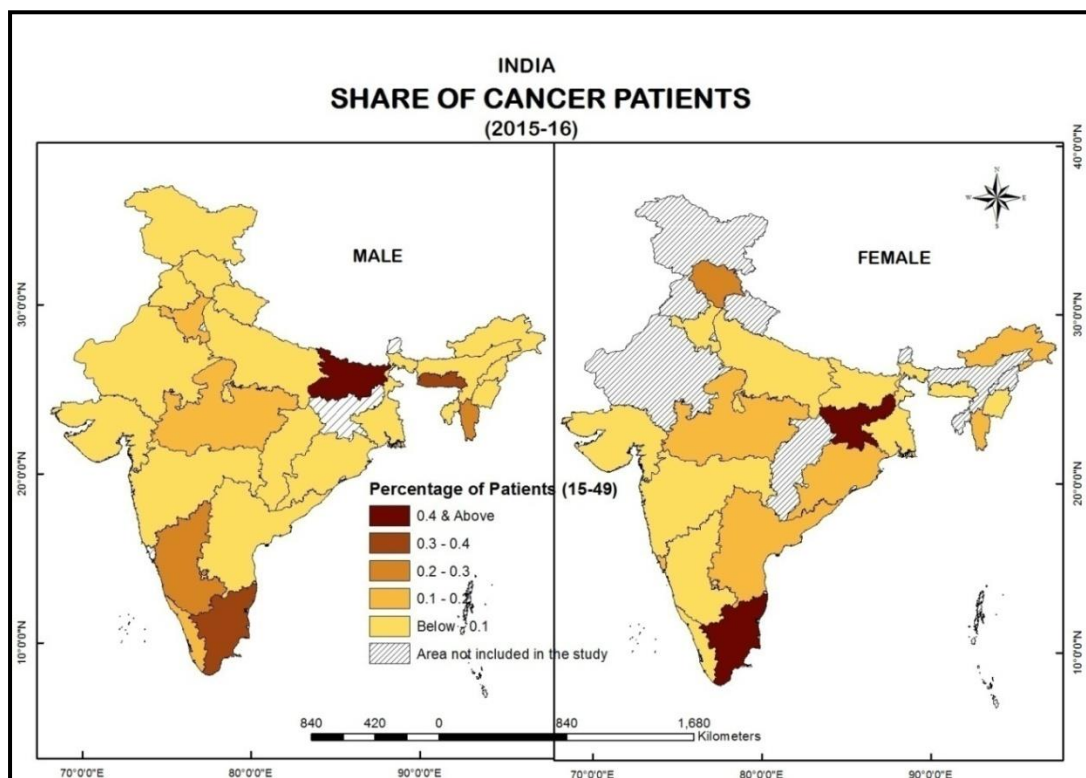 INDIA
SHARE OF CANCER PATIENTS
(2015-16)
MALE
FEMALE
N
W
E
S
40°0'0"N
30°0'0"N
30°0'0"N
20°0'0"N
20°0'0"N
10°0'0"N
10°0'0"N
Percentage of Patients (15-49)
0.4 & Above
0.3 - 0.4
0.2 - 0.3
0.1 - 0.2
Below - 0.1
Area not included in the study
840 420 0 840 1,680
Kilometers
70°0'0"E 80°0'0"E 90°0'0"E 70°0'0"E 80°0'0"E 90°0'0"E